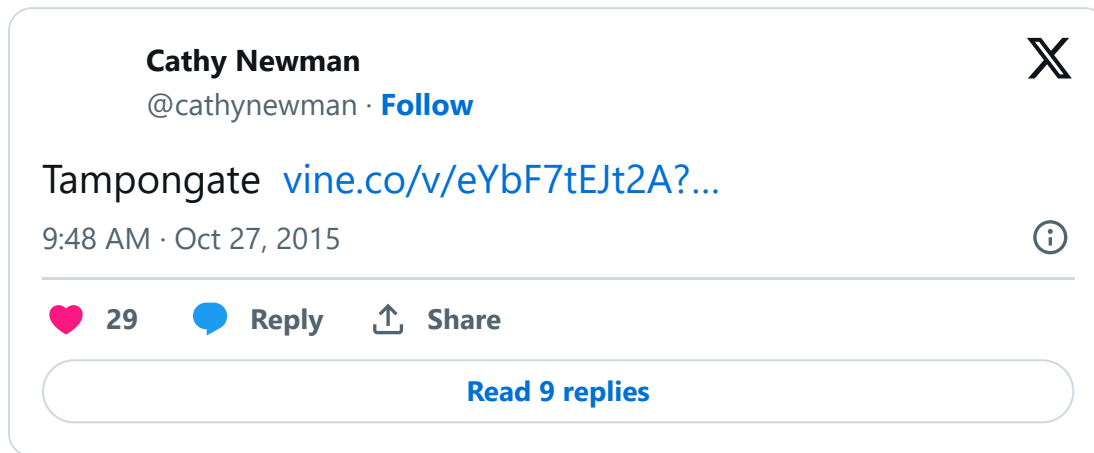 Cathy Newman
@cathynewman · Follow
Tampongate vine.co/v/eYbF7tEJt2A?...
9:48 AM · Oct 27, 2015
29 Reply Share
Read 9 replies